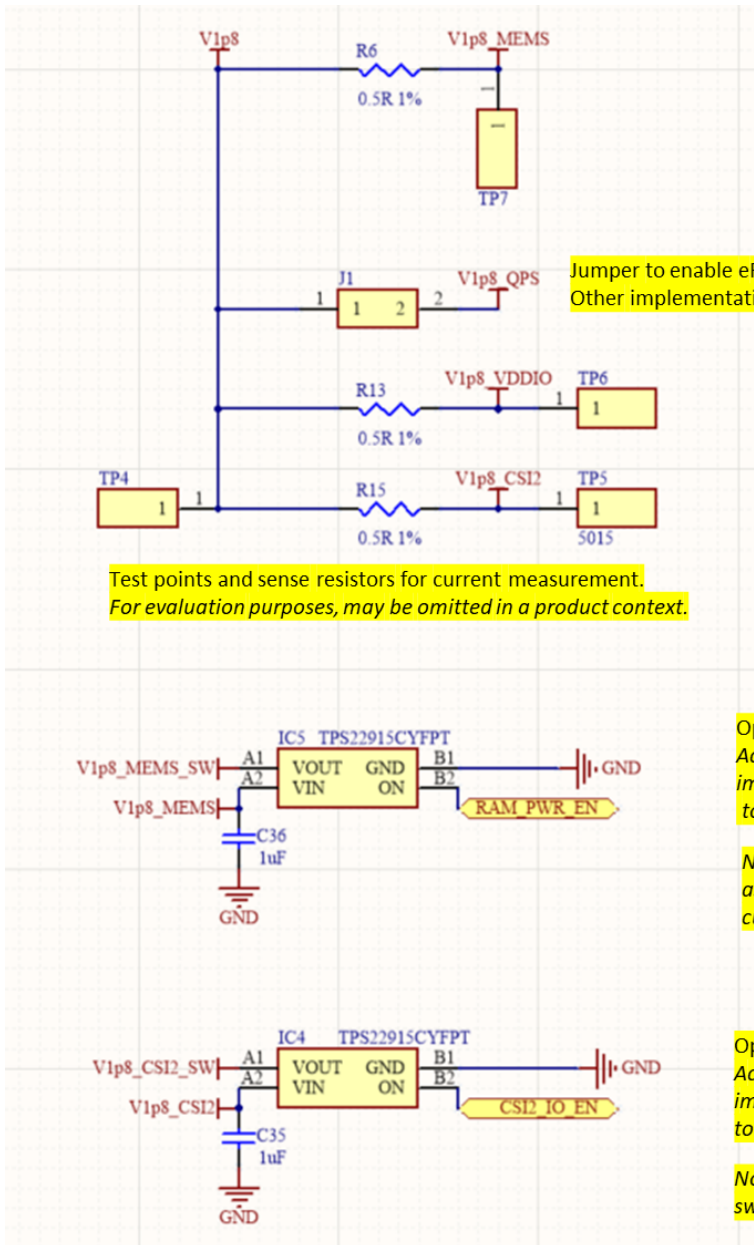 V1p8
R6
V1p8_MEMS
0.5R 1%
1
1
TP7
J1
V1p8_QPS
1
1 2
2
Jumper to enable
Other
R13
V1p8_VDDIO
TP6
1
1
0.5R 1%
TP4
R15
V1p8_CSI2
TP5
1
1
1
1
0.5R 1%
5015
Test points and sense resistors for current measurement.
For evaluation purposes, may be omitted in a product context.
IC5 TPS22915CYFPT
V1p8_MEMS_SW
A1
VOUT GND
B1
GND
A2
VIN ON
B2
V1p8_MEMS
RAM_PWR_EN
C36
1uF
GND
IC4 TPS22915CYFPT
V1p8_CSI2_SW
A1
VOUT GND
B1
GND
A2
VIN ON
B2
V1p8_CSI2
CSI2_IO_EN
C35
1uF
GND